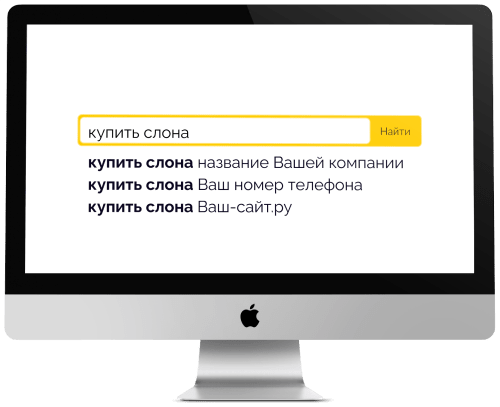 купить слона
Найти
купить слона название Вашей компании
купить слона Ваш номер телефона
купить слона Ваш-сайт.ру